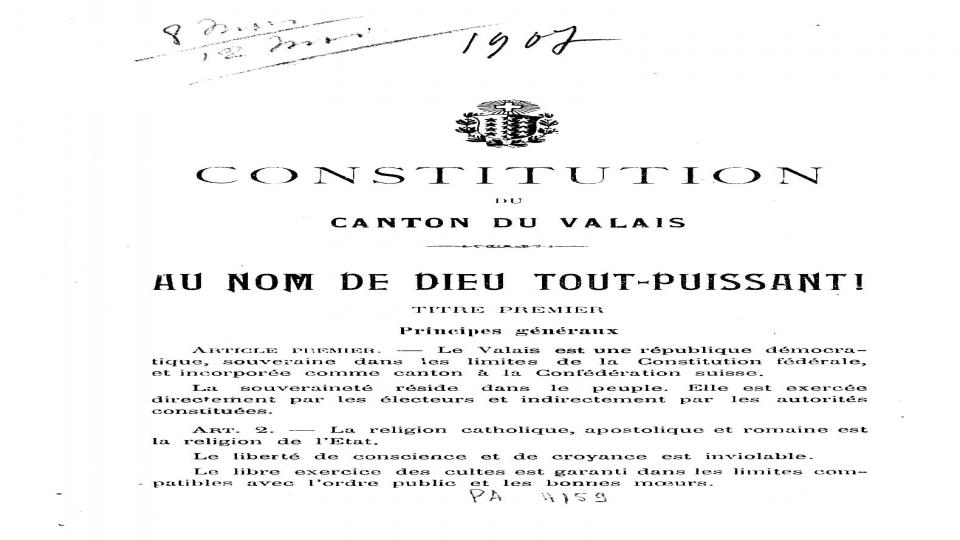 8 Mars
12 Mai
1907
CONSTITUTION
DU
CANTON DU VALAIS
AU NOM DE DIEU TOUT-PUISSANT!
TITRE PREMIER
Principes généraux
ARTICLE PREMIER. — Le Valais est une république démocra-
tique, souveraine dans les limites de la Constitution fédérale,
et incorporée comme canton à la Confédération suisse.
La souveraineté réside dans le peuple. Elle est exercée
directement par les électeurs et indirectement par les autorités
constituées.
ART. 2. — La religion catholique, apostolique et romaine est
la religion de l'Etat.
Le liberté de conscience et de croyance est inviolable.
Le libre exercice des cultes est garanti dans les limites com-
patibles avec l'ordre public et les bonnes mœurs.
PA 4159